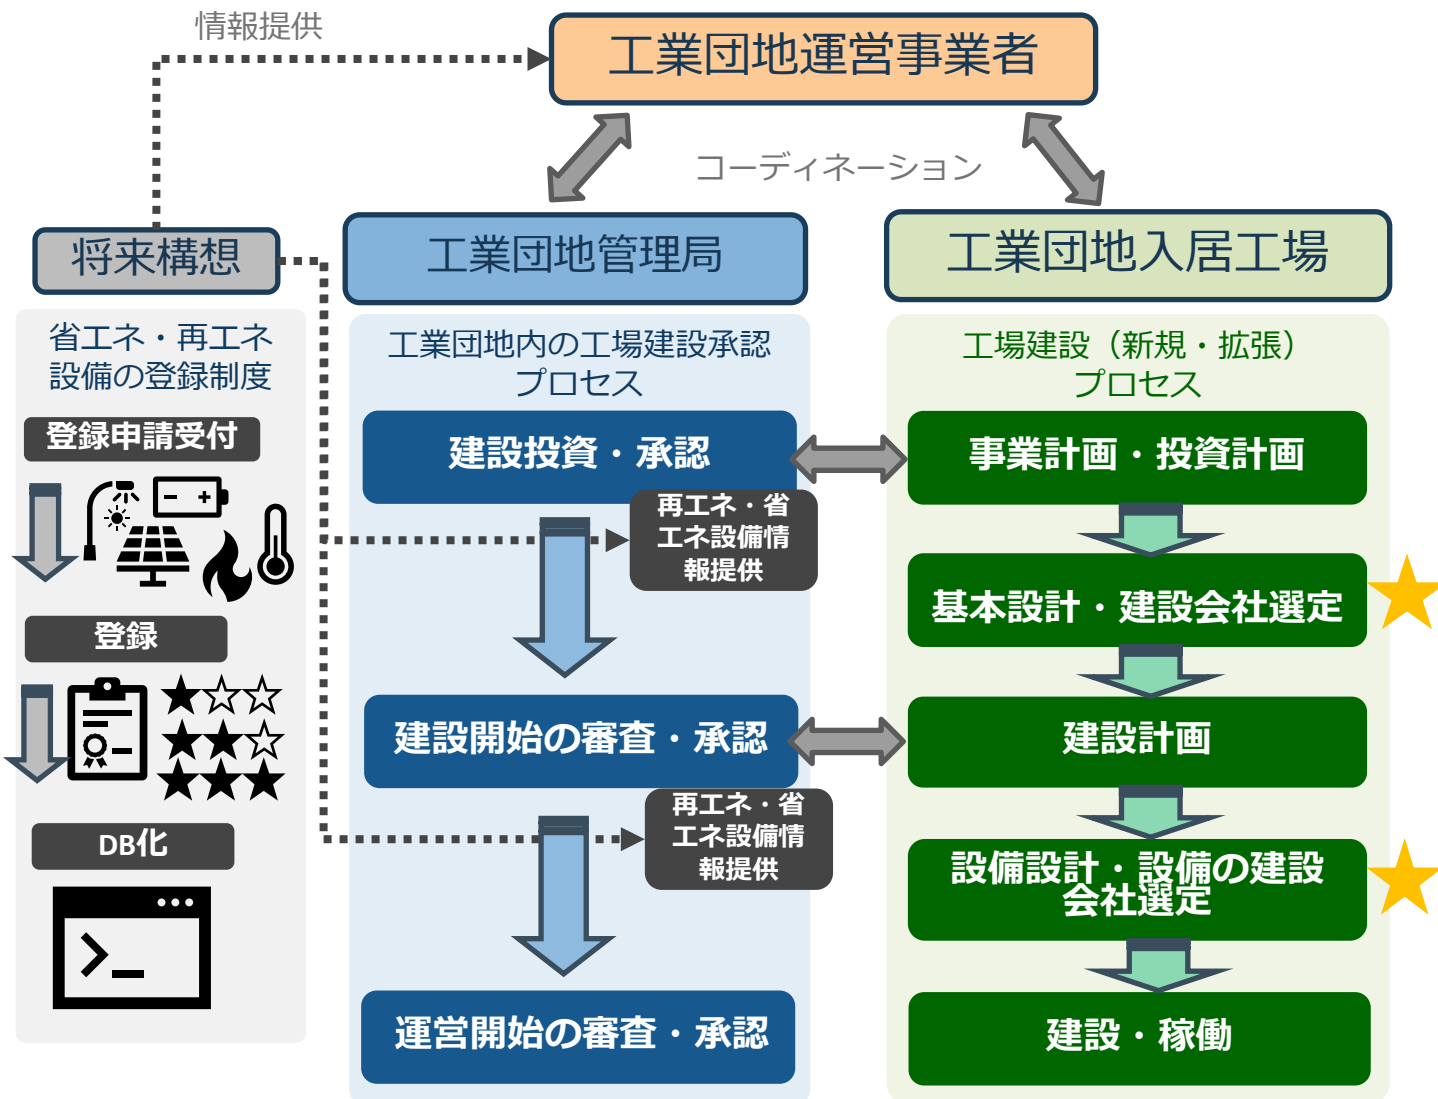 情報提供
工業団地運営事業者
コーディネーション
将来構想
省エネ・再エネ
設備の登録制度
登録申請受付
登録
DB化
工業団地管理局
工業団地内の工場建設承認
プロセス
建設投資・承認
再エネ・省
エネ設備情
報提供
建設開始の審査・承認
再エネ・省
エネ設備情
報提供
運営開始の審査・承認
工業団地入居工場
工場建設（新規・拡張）
プロセス
事業計画・投資計画
基本設計・建設会社選定
建設計画
設備設計・設備の建設
会社選定
建設・稼働